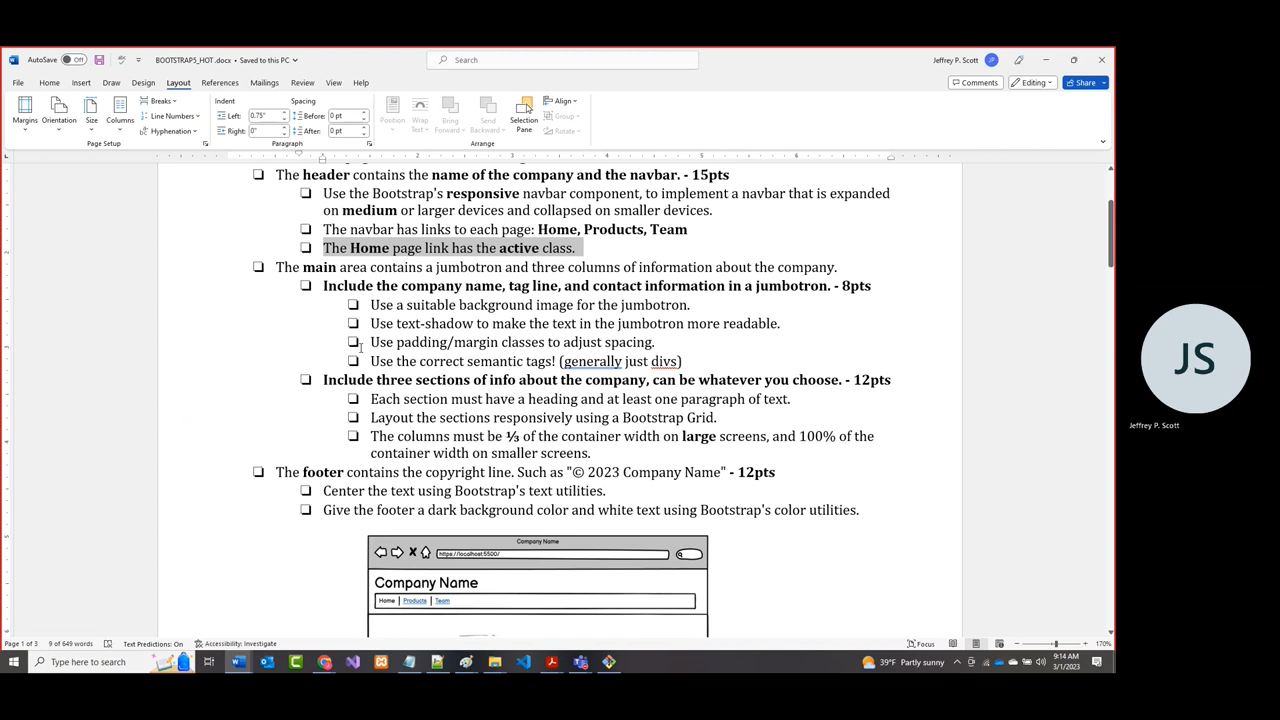 AutoSave Off BOOTSTRAP5_HOT .docx • Saved to this PC Search Jeffrey P. Scott JP
File Home Insert Draw Design Layout References Mailings Review View Help Comments Editing Share
Margins Orientation Size Columns Breaks Line Numbers Hyphenation
Indent Left: 0.75" Right: 0"
Spacing Before: 0 pt After: 0 pt
Position Wrap Text Bring Forward Send Backward Selection Pane Align Group Rotate
Page Setup Paragraph Arrange
The header contains the name of the company and the navbar. - 15pts
Use the Bootstrap's responsive navbar component, to implement a navbar that is expanded
on medium or larger devices and collapsed on smaller devices.
The navbar has links to each page: Home, Products, Team
The Home page link has the active class.
The main area contains a jumbotron and three columns of information about the company.
Include the company name, tag line, and contact information in a jumbotron. - 8pts
Use a suitable background image for the jumbotron.
Use text-shadow to make the text in the jumbotron more readable.
Use padding/margin classes to adjust spacing.
Use the correct semantic tags! (generally just divs)
Include three sections of info about the company, can be whatever you choose. - 12pts
Each section must have a heading and at least one paragraph of text.
Layout the sections responsively using a Bootstrap Grid.
The columns must be ⅓ of the container width on large screens, and 100% of the
container width on smaller screens.
The footer contains the copyright line. Such as "© 2023 Company Name" - 12pts
Center the text using Bootstrap's text utilities.
Give the footer a dark background color and white text using Bootstrap's color utilities.
Company Name
https://localhost:5500/
Company Name
Home Products Team
JS
Jeffrey P. Scott
Page 1 of 3 9 of 649 words Text Predictions: On Accessibility: Investigate Focus 170%
Type here to search 39°F Partly sunny 9:14 AM
3/1/2023